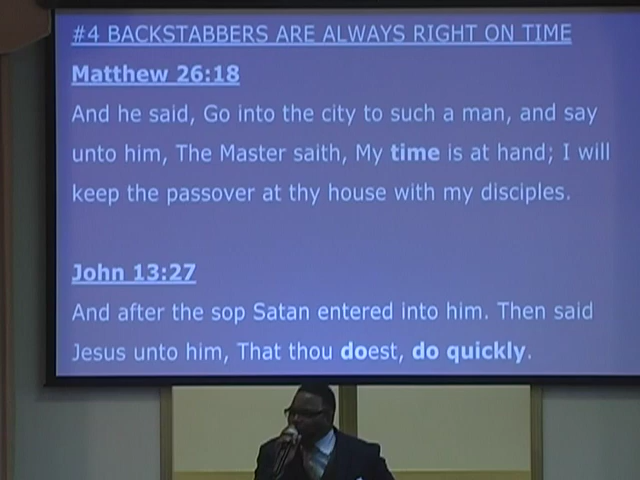 #4 BACKSTABBERS ARE ALWAYS RIGHT ON TIME
Matthew 26:18
And he said, Go into the city to such a man, and say
unto him, The Master saith, My time is at hand; I will
keep the passover at thy house with my disciples.
John 13:27
And after the sop Satan entered into him. Then said
Jesus unto him, That thou doest, do quickly.